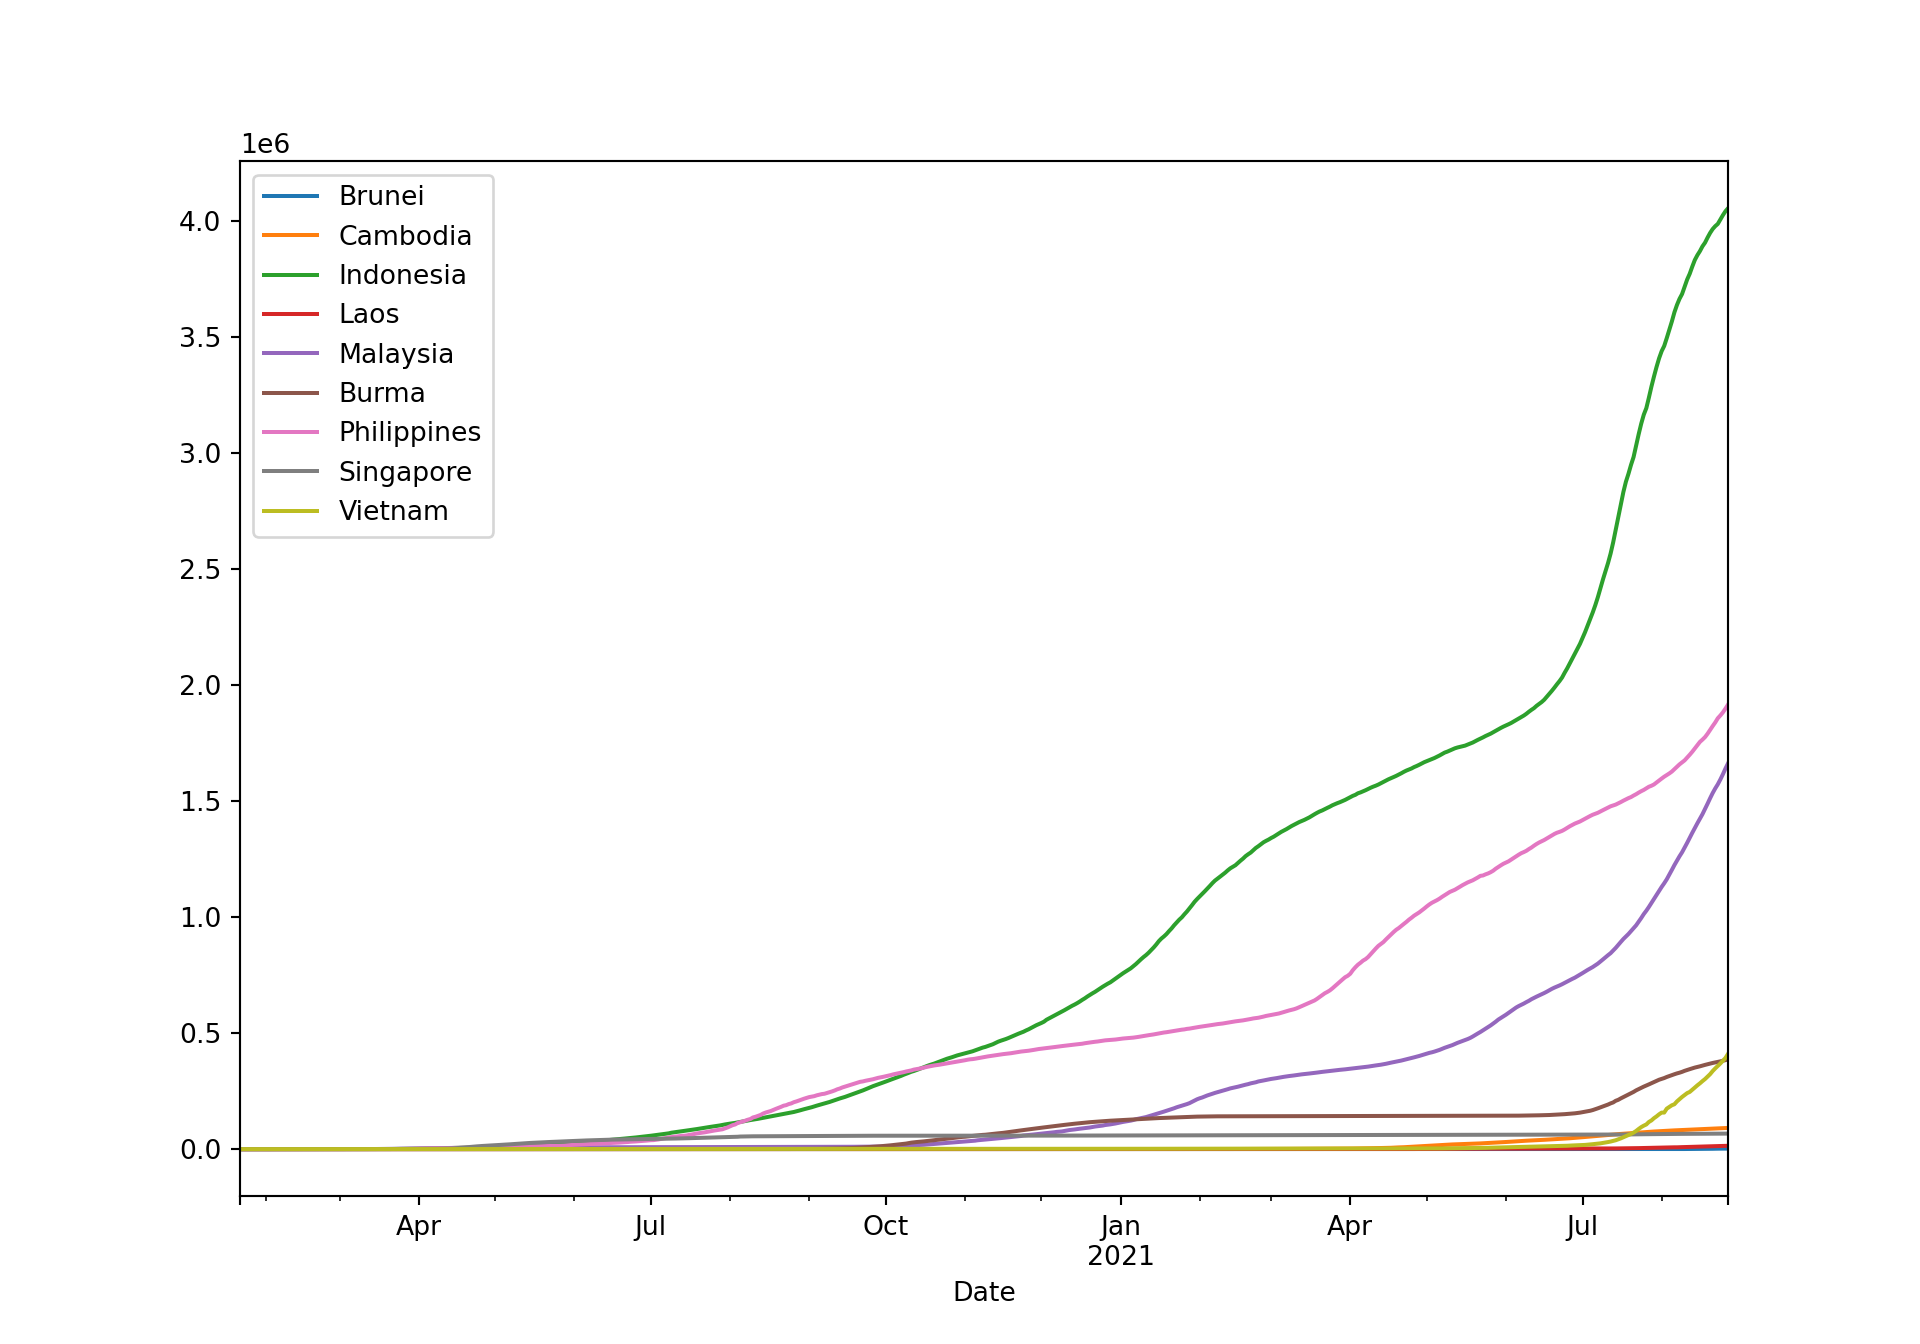 1e6
4.0
3.5
3.0
2.5
2.0
1.5
1.0
0.5
0.0
Brunei
Cambodia
Indonesia
Laos
Malaysia
Burma
Philippines
Singapore
Vietnam
Apr
Jul
Oct
Jan
2021
Apr
Jul
Date